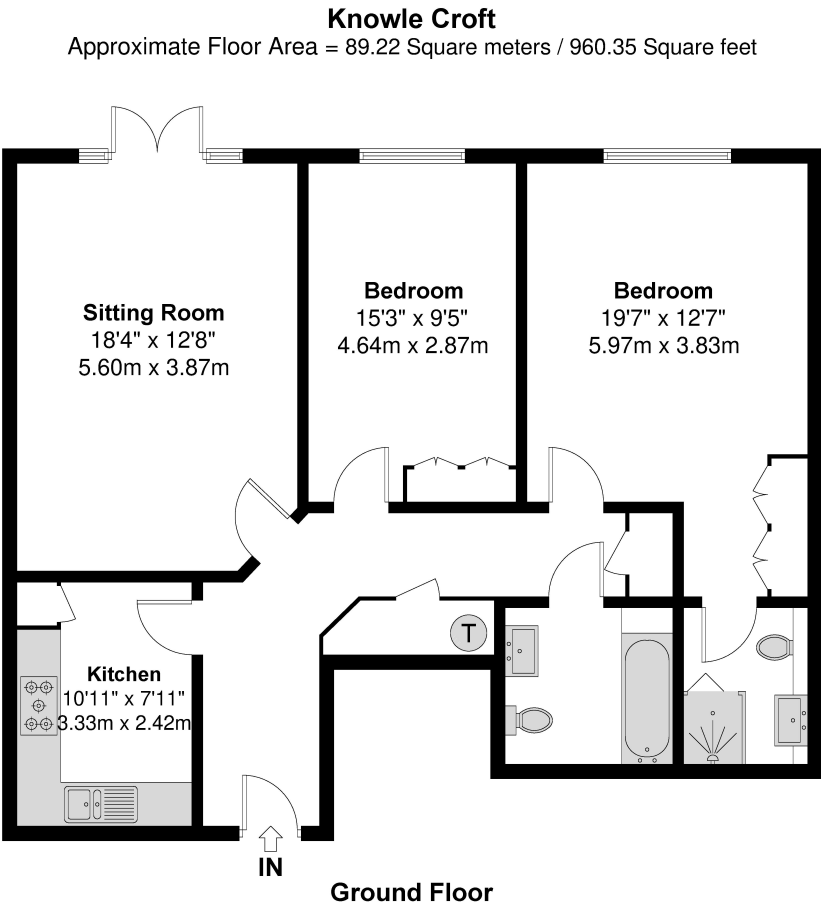 Knowle Croft
Approximate Floor Area = 89.22 Square meters / 960.35 Square feet
Sitting Room
18'4" x 12'8"
5.60m x 3.87m
Bedroom
15'3" x 9'5"
4.64m x 2.87m
Bedroom
19'7" x 12'7"
5.97m x 3.83m
T
Kitchen
10'11" x 7'11"
3.33m x 2.42m
IN
Ground Floor